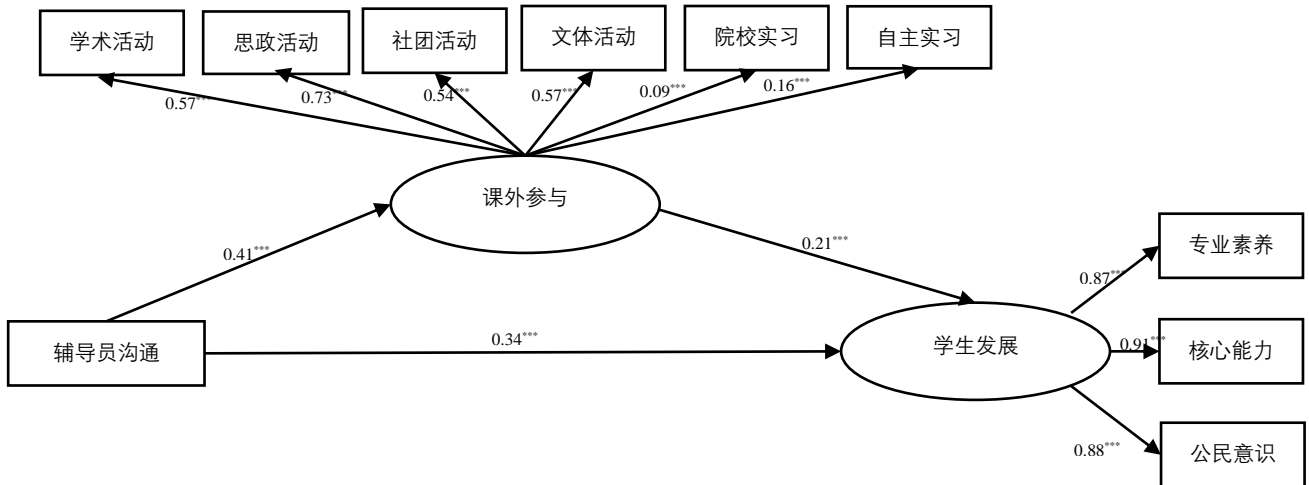 学术活动
思政活动
社团活动
文体活动
院校实习
自主实习
0.57***
0.73***
0.54***
0.57***
0.09***
0.16***
课外参与
0.41***
0.21***
专业素养
0.87***
辅导员沟通
0.34***
学生发展
0.91***
核心能力
0.88***
公民意识